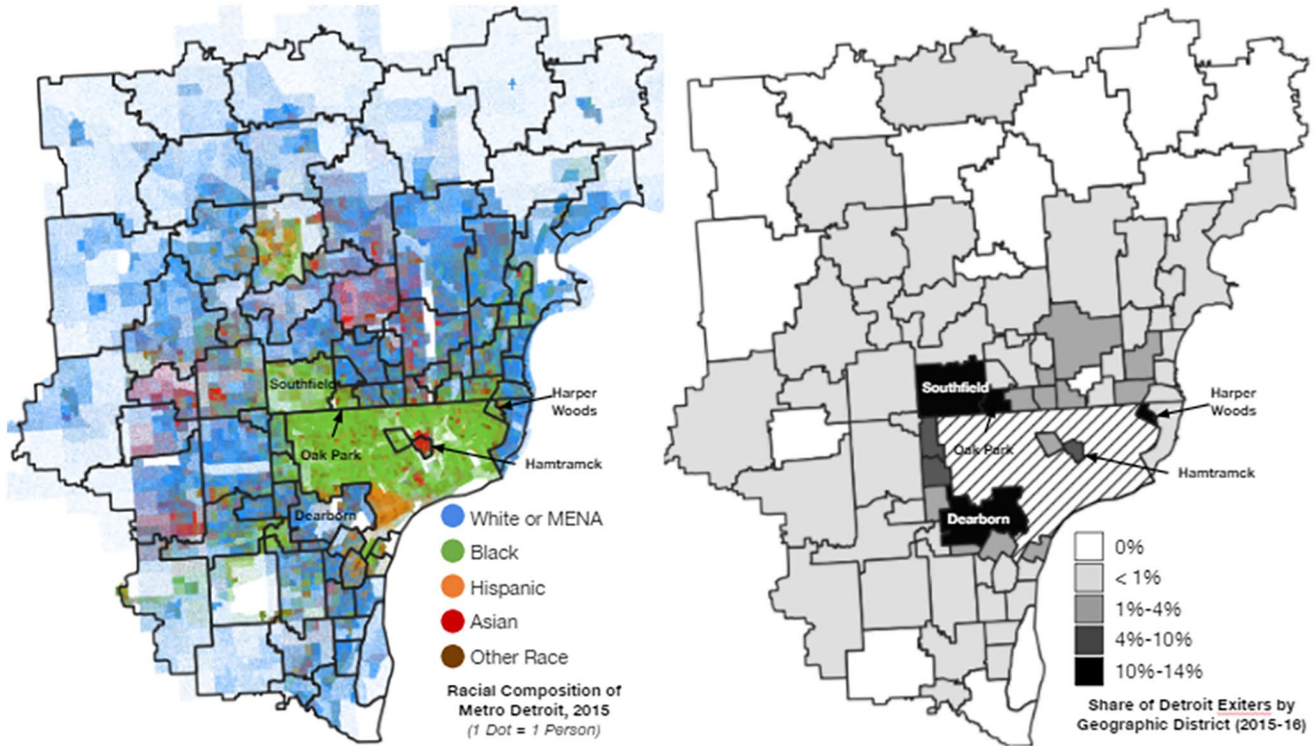 Southfield
Harper
Woods
Oak Park
Hamtramck
Dearborn
White or MENA
Black
Hispanic
Asian
Other Race
Racial Composition of
Metro Detroit, 2015
(1 Dot = 1 Person)
Southfield
Harper
Woods
Oak Park
Hamtramck
Dearborn
0%
< 1%
1%-4%
4%-10%
10%-14%
Share of Detroit Exiters by
Geographic District (2015-16)